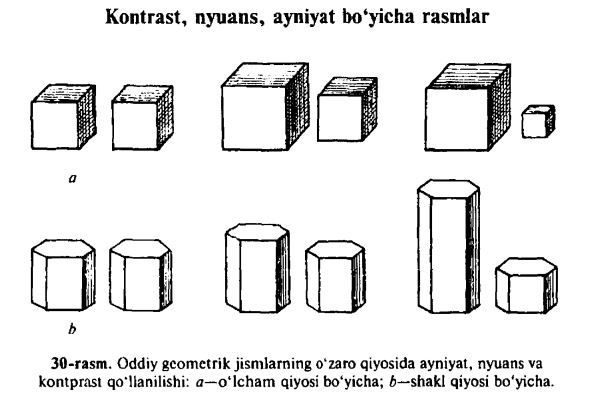 Kontrast, nyuans, ayniyat bo‘yicha rasmlar
a
b
30-rasm. Oddiy geometrik jismlarning o‘zaro qiyosida ayniyat, nyuans va
kontprast qo‘llanilishi: a—o‘lcham qiyosi bo‘yicha; b—shakl qiyosi bo‘yicha.